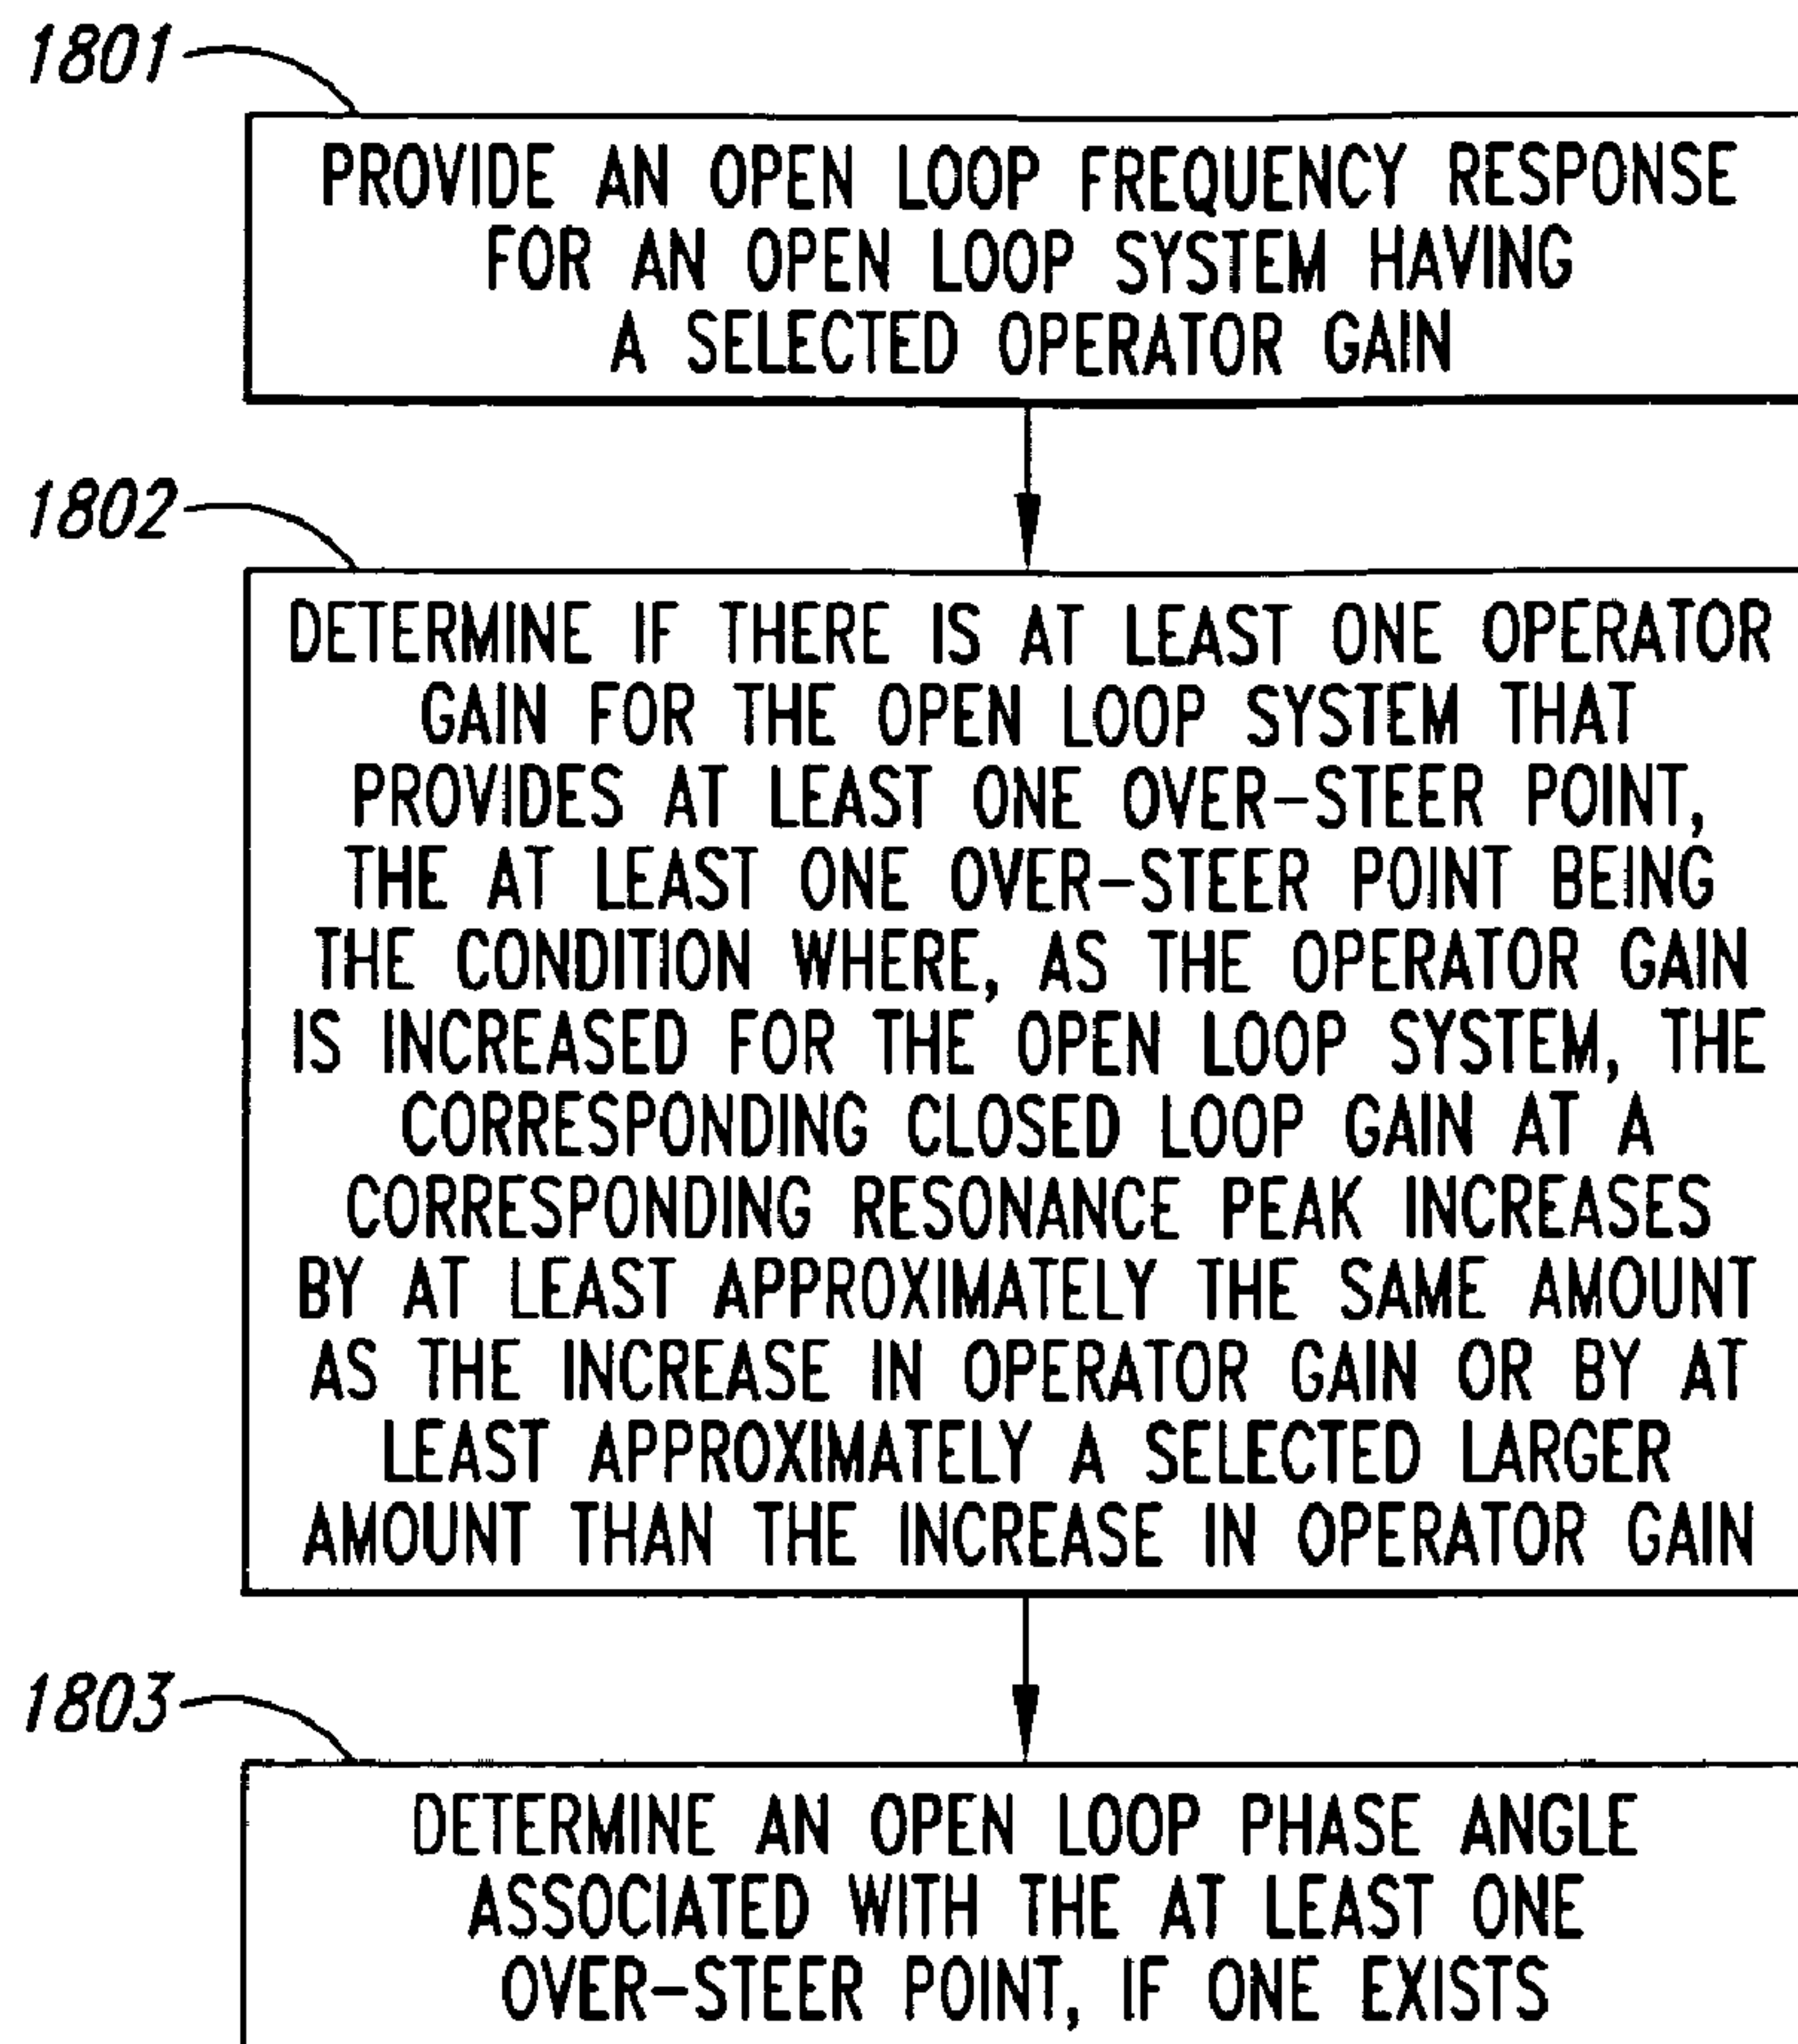 1801
PROVIDE AN OPEN LOOP FREQUENCY RESPONSE
FOR AN OPEN LOOP SYSTEM HAVING
A SELECTED OPERATOR GAIN
1802
DETERMINE IF THERE IS AT LEAST ONE OPERATOR
GAIN FOR THE OPEN LOOP SYSTEM THAT
PROVIDES AT LEAST ONE OVER-STEER POINT,
THE AT LEAST ONE OVER-STEER POINT BEING
THE CONDITION WHERE, AS THE OPERATOR GAIN
IS INCREASED FOR THE OPEN LOOP SYSTEM, THE
CORRESPONDING CLOSED LOOP GAIN AT A
CORRESPONDING RESONANCE PEAK INCREASES
BY AT LEAST APPROXIMATELY THE SAME AMOUNT
AS THE INCREASE IN OPERATOR GAIN OR BY AT
LEAST APPROXIMATELY A SELECTED LARGER
AMOUNT THAN THE INCREASE IN OPERATOR GAIN
1803
DETERMINE AN OPEN LOOP PHASE ANGLE
ASSOCIATED WITH THE AT LEAST ONE
OVER-STEER POINT, IF ONE EXISTS